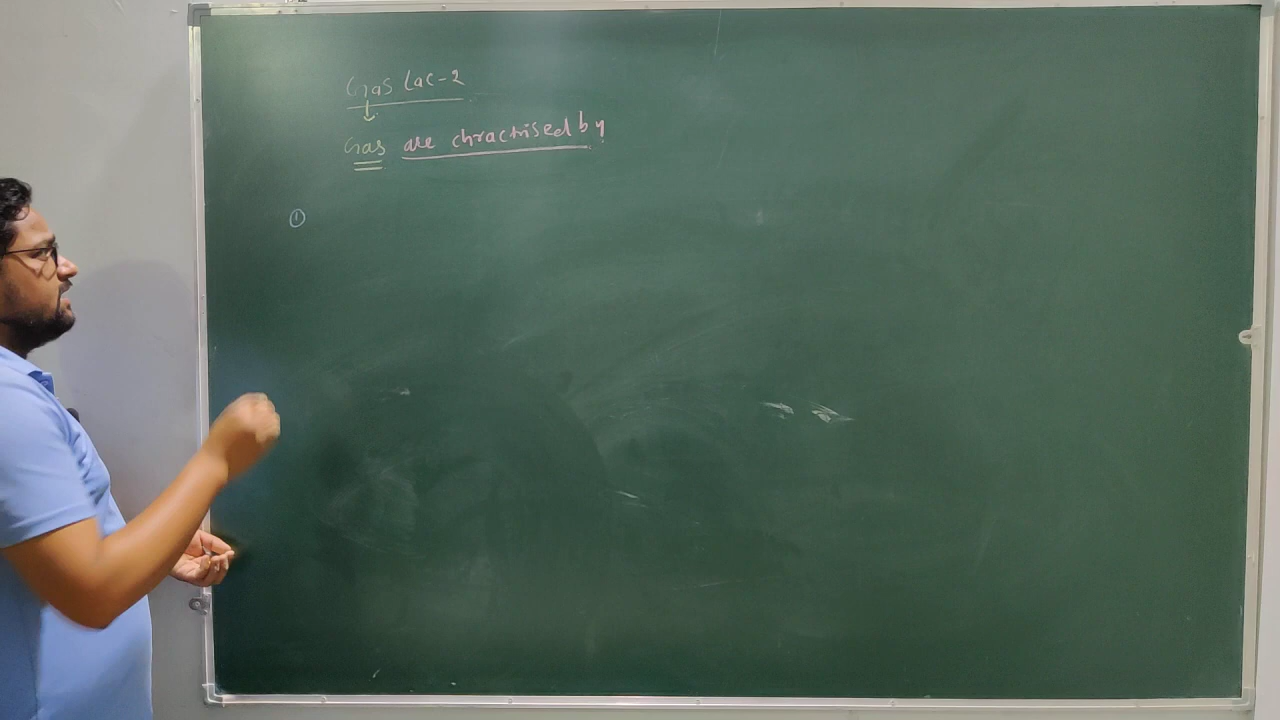 Gas Lac-2
Gas are chractrised by
①